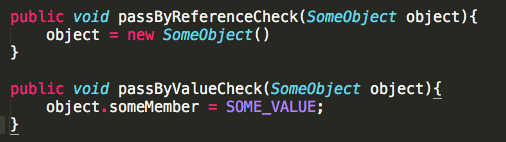 public void passByReferenceCheck(SomeObject object){
    object = new SomeObject()
}

public void passByValueCheck(SomeObject object){
    object.someMember = SOME_VALUE;
}